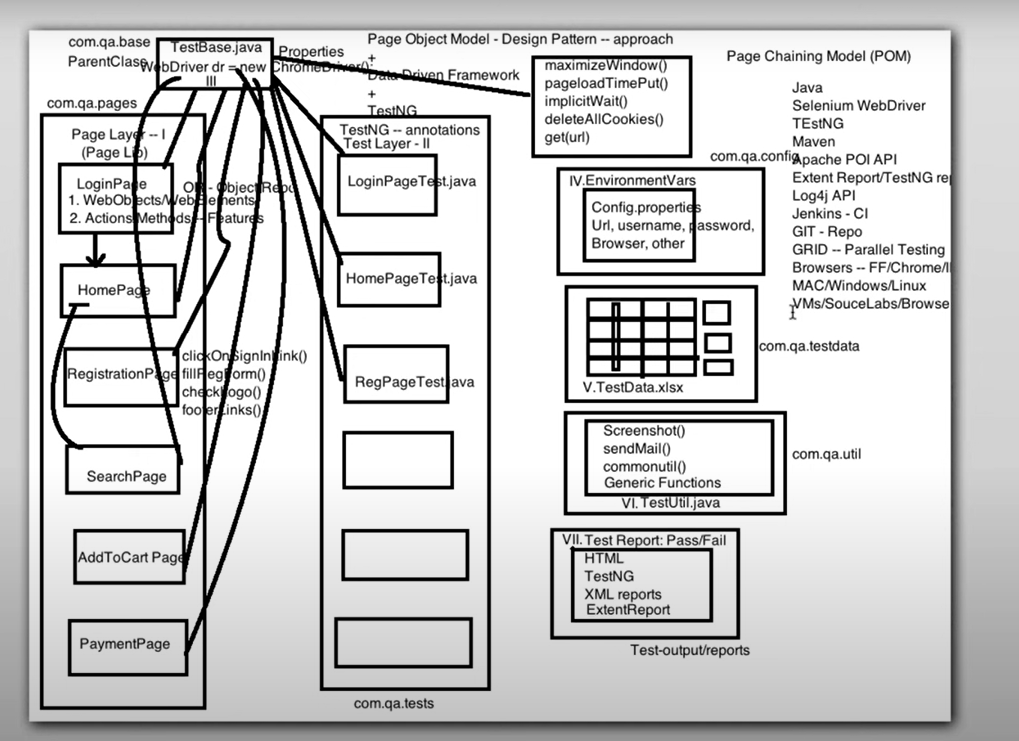 com.qa.base
ParentClass
TestBase.java
WebDriver dr = new ChromeDriver();
III
Properties
+
Data Driven Framework
+
TestNG
Page Object Model - Design Pattern -- approach
Page Chaining Model (POM)
maximizeWindow()
pageloadTimePut()
implicitWait()
deleteAllCookies()
get(url)
Java
Selenium WebDriver
TEstNG
Maven
Apache POI API
Extent Report/TestNG
Log4j API
Jenkins - CI
GIT - Repo
GRID -- Parallel Testing
Browsers -- FF/Chrome/
MAC/Windows/Linux
VMs/SouceLabs/Browse
com.qa.pages
Page Layer -- I
(Page Lib)
LoginPage
OR - Object Repo
1. WebObjects/WebElements
2. Actions Methods -- Features
HomePage
RegistrationPage
clickOnSignInLink()
fillRegForm()
checkLogo()
footerLinks()
SearchPage
AddToCart Page
PaymentPage
TestNG -- annotations
Test Layer - II
LoginPageTest.java
HomePageTest.java
RegPageTest.java
com.qa.tests
com.qa.config
IV.EnvironmentVars
Config.properties
Url, username, password,
Browser, other
com.qa.testdata
V.TestData.xlsx
Screenshot()
sendMail()
commonutil()
Generic Functions
VI. TestUtil.java
com.qa.util
VII. Test Report: Pass/Fail
HTML
TestNG
XML reports
ExtentReport
Test-output/reports